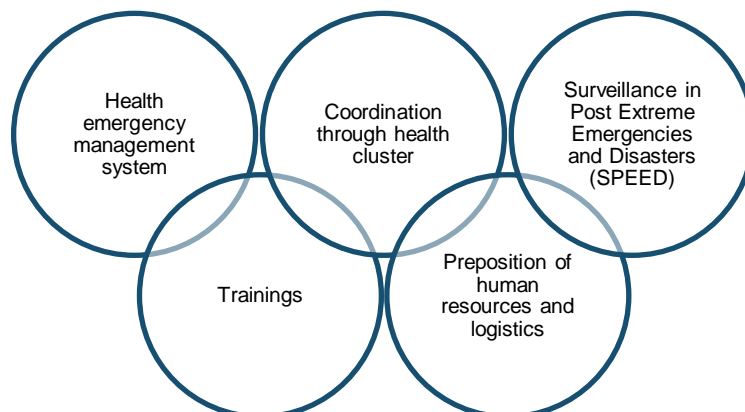 Health
emergency
management
system
Coordination
through health
cluster
Surveillance in
Post Extreme
Emergencies
and Disasters
(SPEED)
Trainings
Preposition of
human
resources and
logistics